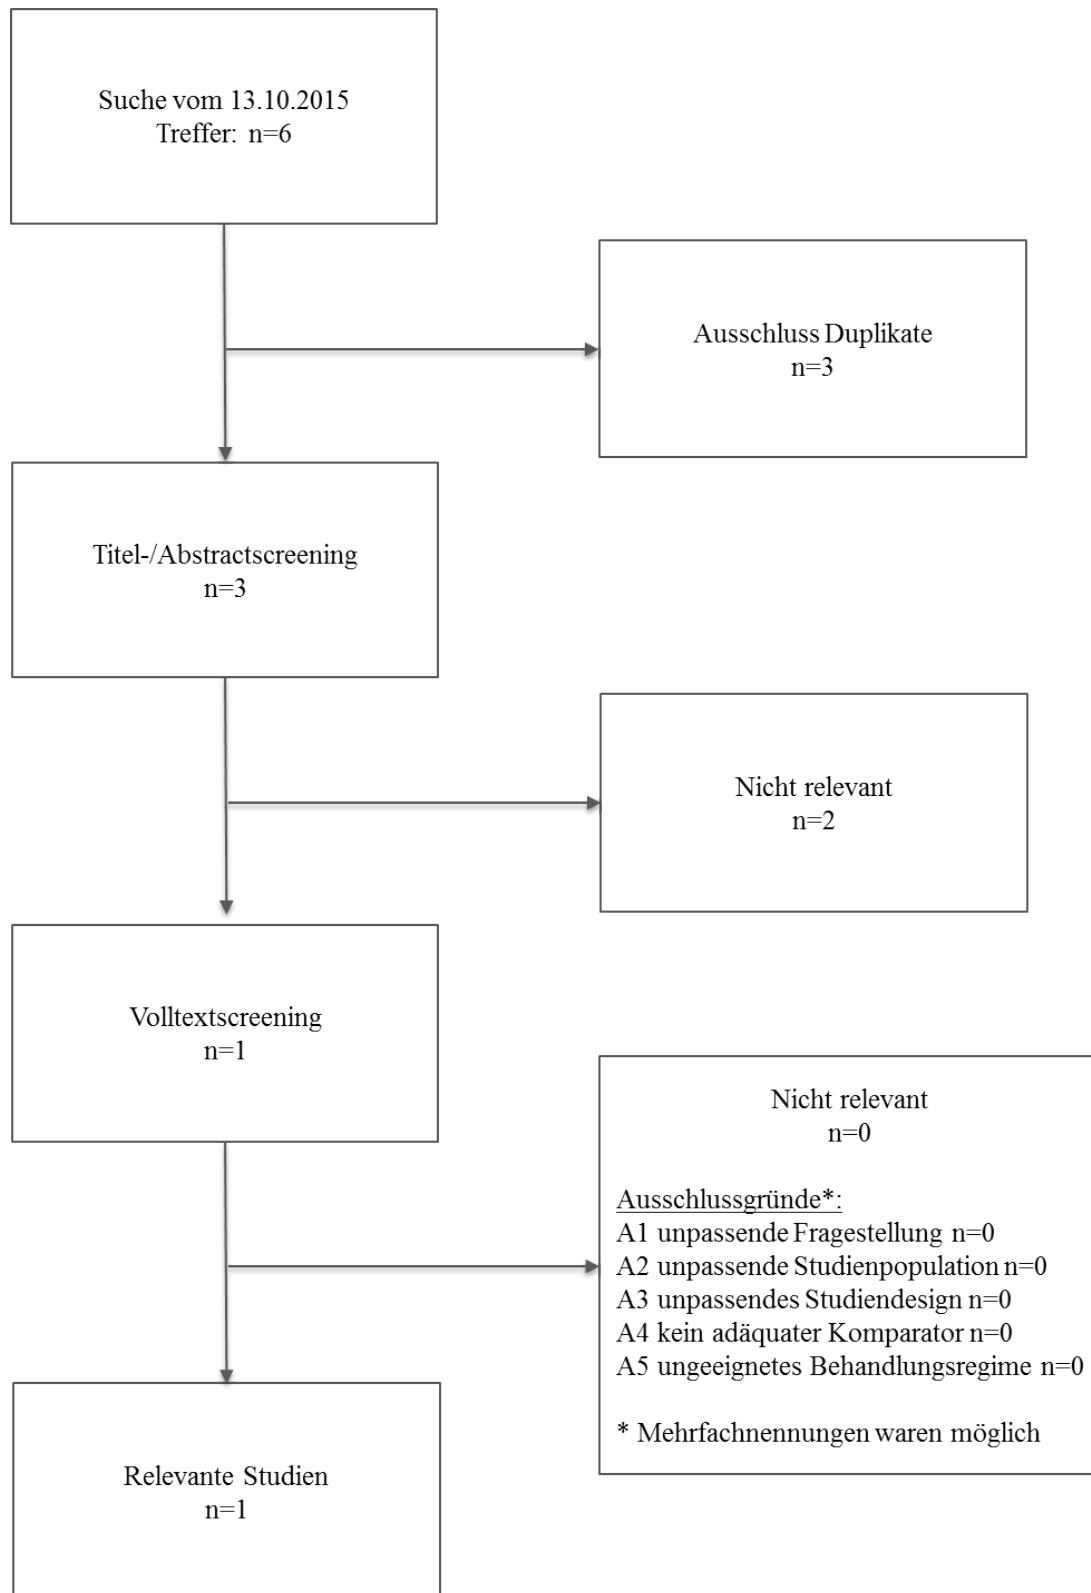 Suche vom 13.10.2015
Treffer: n=6
Ausschluss Duplikate
n=3
Titel-/Abstractscreening
n=3
Nicht relevant
n=2
Volltextscreening
n=1
Nicht relevant
n=0
Ausschlussgründe*:
A1 unpassende Fragestellung n=0
A2 unpassende Studienpopulation n=0
A3 unpassendes Studiendesign n=0
A4 kein adäquater Komparator n=0
A5 ungeeignetes Behandlungsregime n=0
* Mehrfachnennungen waren möglich
Relevante Studien
n=1